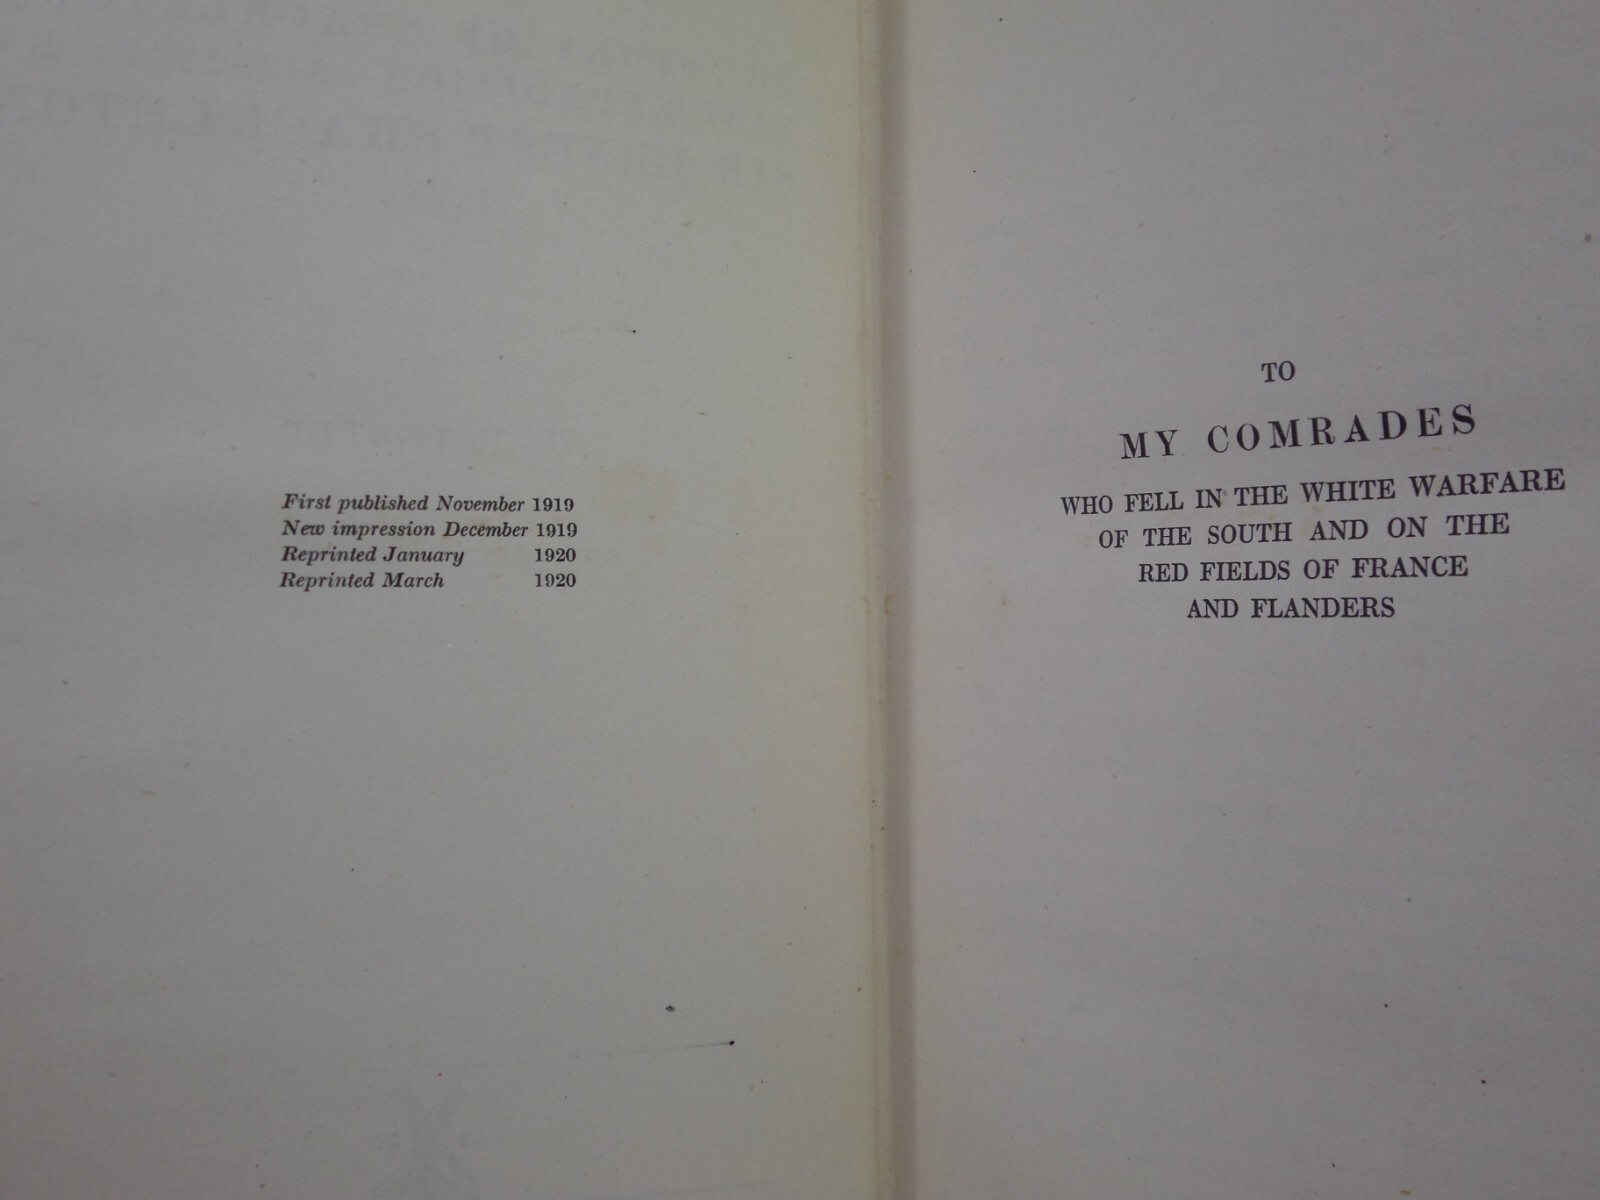 First published November 1919
New impression December 1919
Reprinted January 1920
Reprinted March 1920
TO
MY COMRADES
WHO FELL IN THE WHITE WARFARE
OF THE SOUTH AND ON THE
RED FIELDS OF FRANCE
AND FLANDERS